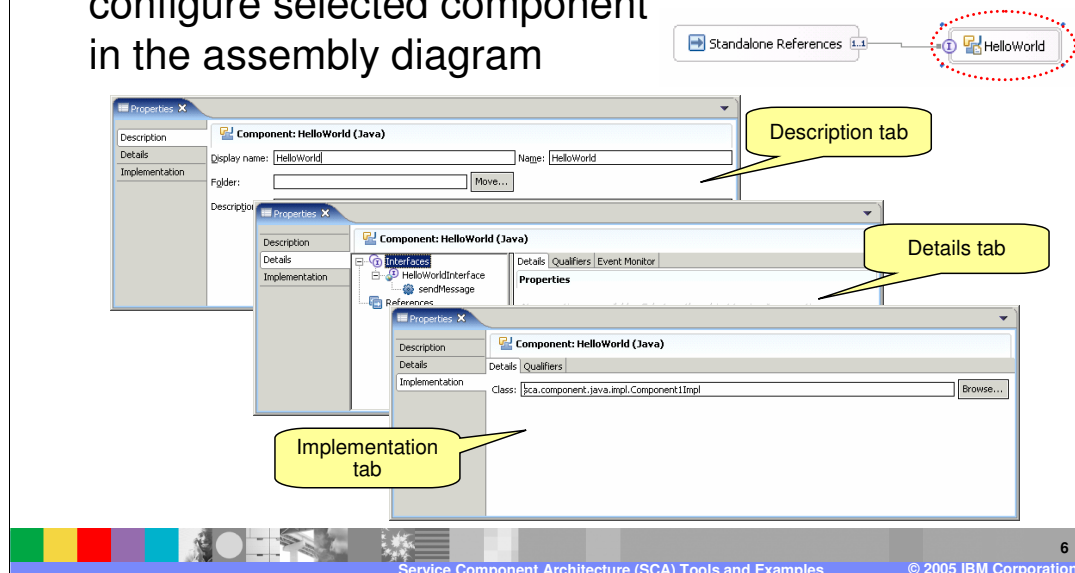 configure selected component
in the assembly diagram
Standalone References 1..1
I HelloWorld
Properties
Description
Details
Implementation
Component: HelloWorld (Java)
Display name: HelloWorld
Name: HelloWorld
Folder:
Move...
Description
Description tab
Properties
Description
Details
Implementation
Component: HelloWorld (Java)
Interfaces
HelloWorldInterface
sendMessage
References
Details Qualifiers Event Monitor
Properties
Details tab
Properties
Description
Details
Implementation
Component: HelloWorld (Java)
Details Qualifiers
Class: sca.component.java.impl.Component1Impl
Browse...
Implementation
tab
6
Service Component Architecture (SCA) Tools and Examples
© 2005 IBM Corporation